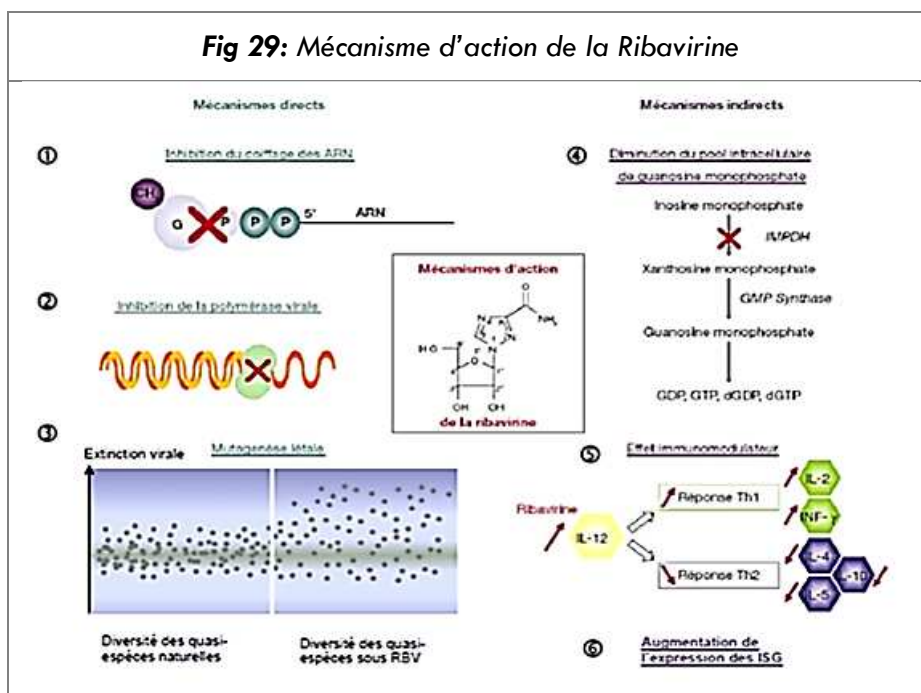 Fig 29: Mécanisme d'action de la Ribavirine
Mécanismes directs
①
Inhibition du coiffage des ARN
CH₃
G
P
P
P
5'
ARN
②
Inhibition de la polymérase virale
③
Mutagenèse létale
Extinction virale
Diversité des quasi-
espèces naturelles
Diversité des quasi-
espèces sous RBV
Mécanismes d'action
O
N
NH₂
N
N
HO
O
OH
OH
de la ribavirine
Mécanismes indirects
④
Diminution du pool intracellulaire
de guanosine monophosphate
Inosine monophosphate
IMPDH
Xanthosine monophosphate
GMP Synthase
Guanosine monophosphate
GDP, GTP, dGDP, dGTP
⑤
Effet immunomodulateur
Ribavirine
IL-12
Réponse Th1
IL-2
INF-γ
Réponse Th2
IL-4
IL-10
IL-5
⑥
Augmentation de
l'expression des ISG